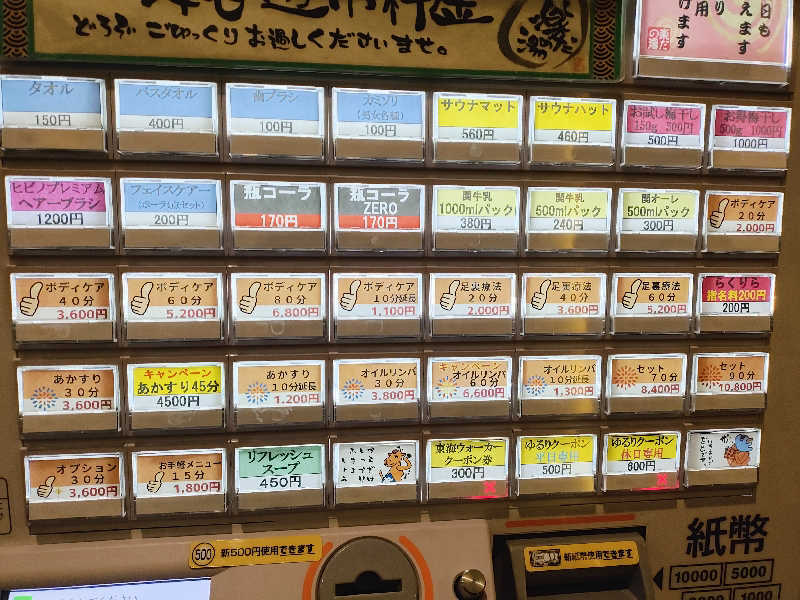 どうぞ ごゆっくり お過しくださいませ。
タオル
150円
バスタオル
400円
歯ブラシ
100円
カミソリ
(男女各種)
100円
サウナマット
560円
サウナハット
460円
お試し梅干し
150g 500円
500円
お得梅干し
500g 1000円
1000円
ヒビノプレミアム
ヘアーブラシ
1200円
フェイスケアー
200円
瓶コーラ
170円
瓶コーラ
ZERO
170円
関牛乳
1000mlパック
380円
関牛乳
500mlパック
240円
関オーレ
500mlパック
300円
ボディケア
20分
2,000円
ボディケア
40分
3,600円
ボディケア
60分
5,200円
ボディケア
80分
6,800円
ボディケア
10分延長
1,100円
足裏療法
20分
2,000円
足裏療法
40分
3,600円
足裏療法
60分
5,200円
らくりら
指名料200円
200円
あかすり
30分
3,600円
キャンペーン
あかすり45分
4500円
あかすり
10分延長
1,200円
オイルリンパ
30分
3,800円
キャンペーン
オイルリンパ
60分
6,600円
オイルリンパ
10分延長
1,300円
セット
70分
8,400円
セット
90分
10,800円
オプション
30分
3,600円
お手軽メニュー
15分
1,800円
リフレッシュ
スープ
450円
東海ウォーカー
クーポン券
300円
ゆるりクーポン
平日専用
500円
ゆるりクーポン
休日専用
600円
500 新500円使用できます
新紙幣使用できます
紙幣
10000 5000
1000